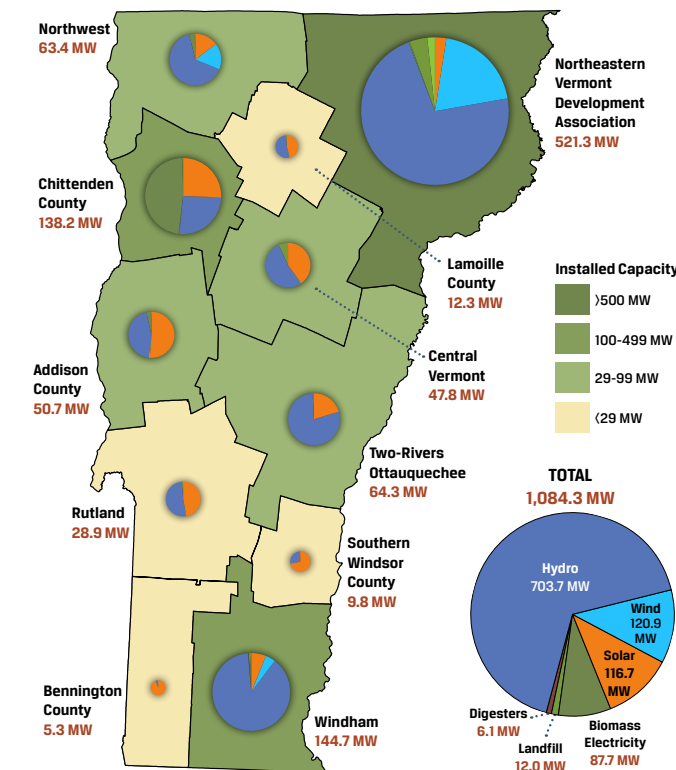 Northwest
63.4 MW
Northeastern
Vermont
Development
Association
521.3 MW
Chittenden
County
138.2 MW
Lamoille
County
12.3 MW
Installed Capacity
⟩500 MW
100-499 MW
29-99 MW
⟨29 MW
Central
Vermont
47.8 MW
Addison
County
50.7 MW
Two-Rivers
Ottauquechee
64.3 MW
Rutland
28.9 MW
Southern
Windsor
County
9.8 MW
Bennington
County
5.3 MW
Windham
144.7 MW
TOTAL
1,084.3 MW
Hydro
703.7 MW
Wind
120.9
MW
Solar
116.7
MW
Digesters
6.1 MW
Landfill
12.0 MW
Biomass
Electricity
87.7 MW